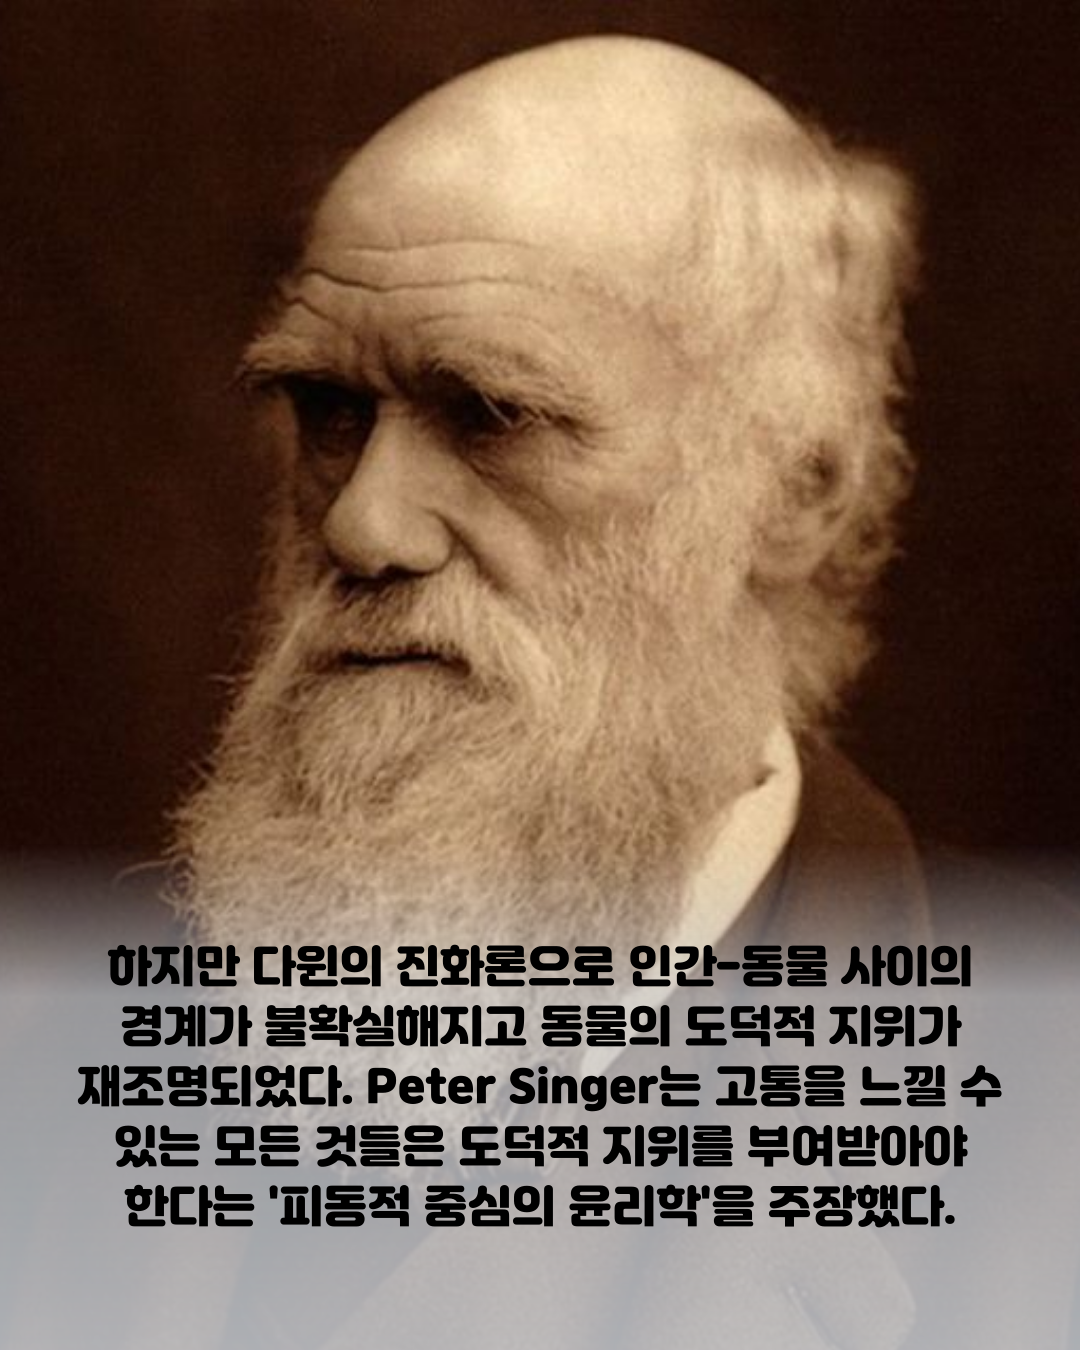 하지만 다윈의 진화론으로 인간-동물 사이의
경계가 불확실해지고 동물의 도덕적 지위가
재조명되었다. Peter Singer는 고통을 느낄 수
있는 모든 것들은 도덕적 지위를 부여받아야
한다는 '피동적 중심의 윤리학'을 주장했다.